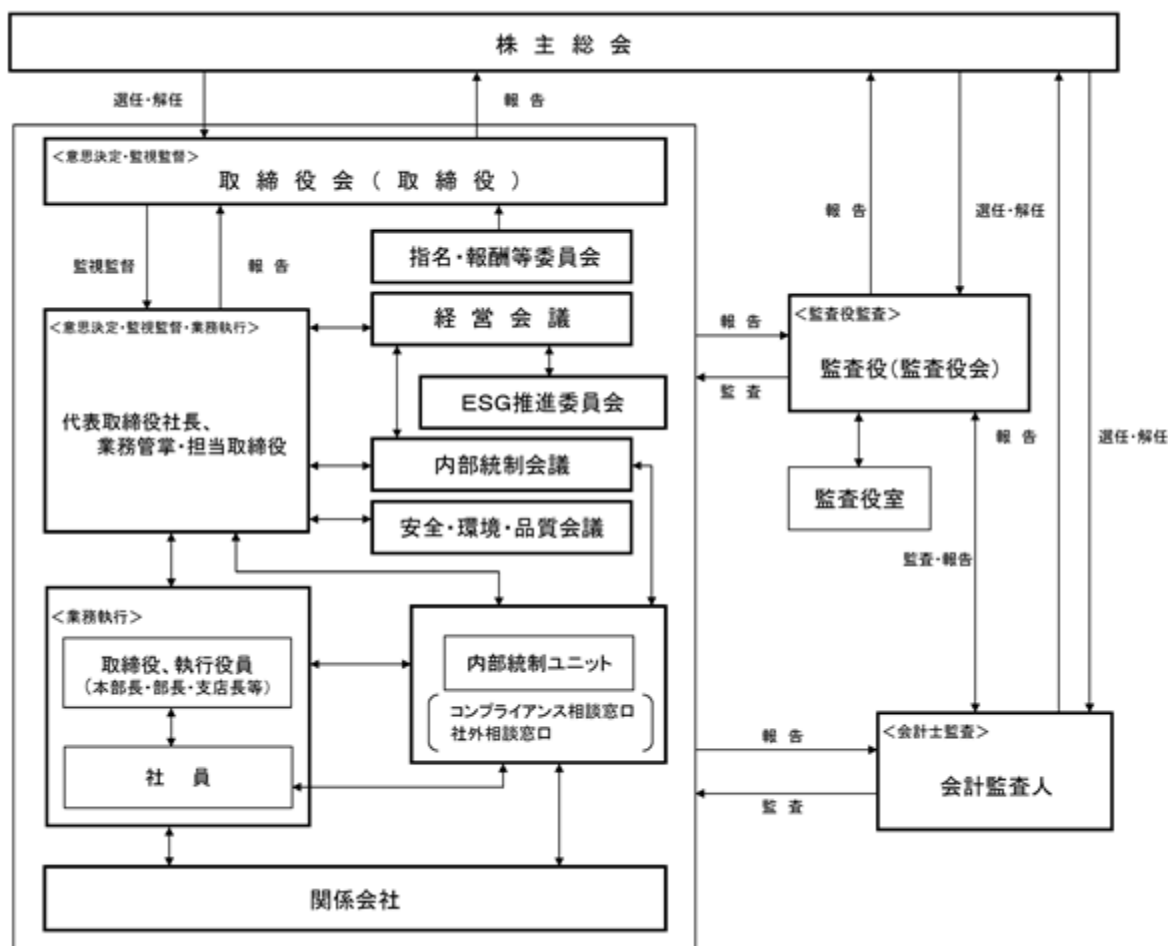 株主総会
選任・解任
報告
＜意思決定・監視監督＞
取締役会（取締役）
監視監督
報告
指名・報酬等委員会
経営会議
＜意思決定・監視監督・業務執行＞
代表取締役社長、
業務管掌・担当取締役
ESG推進委員会
内部統制会議
安全・環境・品質会議
＜業務執行＞
取締役、執行役員
（本部長・部長・支店長等）
社員
内部統制ユニット
コンプライアンス相談窓口
社外相談窓口
関係会社
報告
選任・解任
報告
監査
＜監査役監査＞
監査役（監査役会）
監査役室
報告
選任・解任
監査・報告
報告
監査
＜会計士監査＞
会計監査人